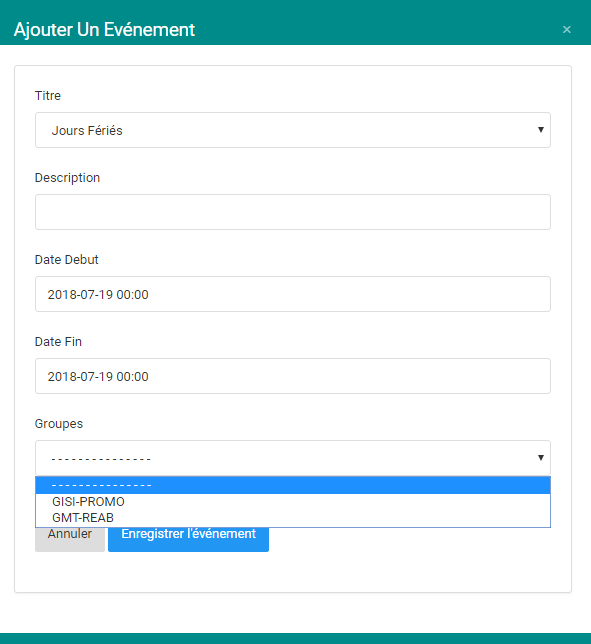 Ajouter Un Evénement ×
Titre
Jours Fériés
Description
Date Debut
2018-07-19 00:00
Date Fin
2018-07-19 00:00
Groupes
---------------
---------------
GISI-PROMO
GMT-REAB
Annuler Enregistrer l'événement